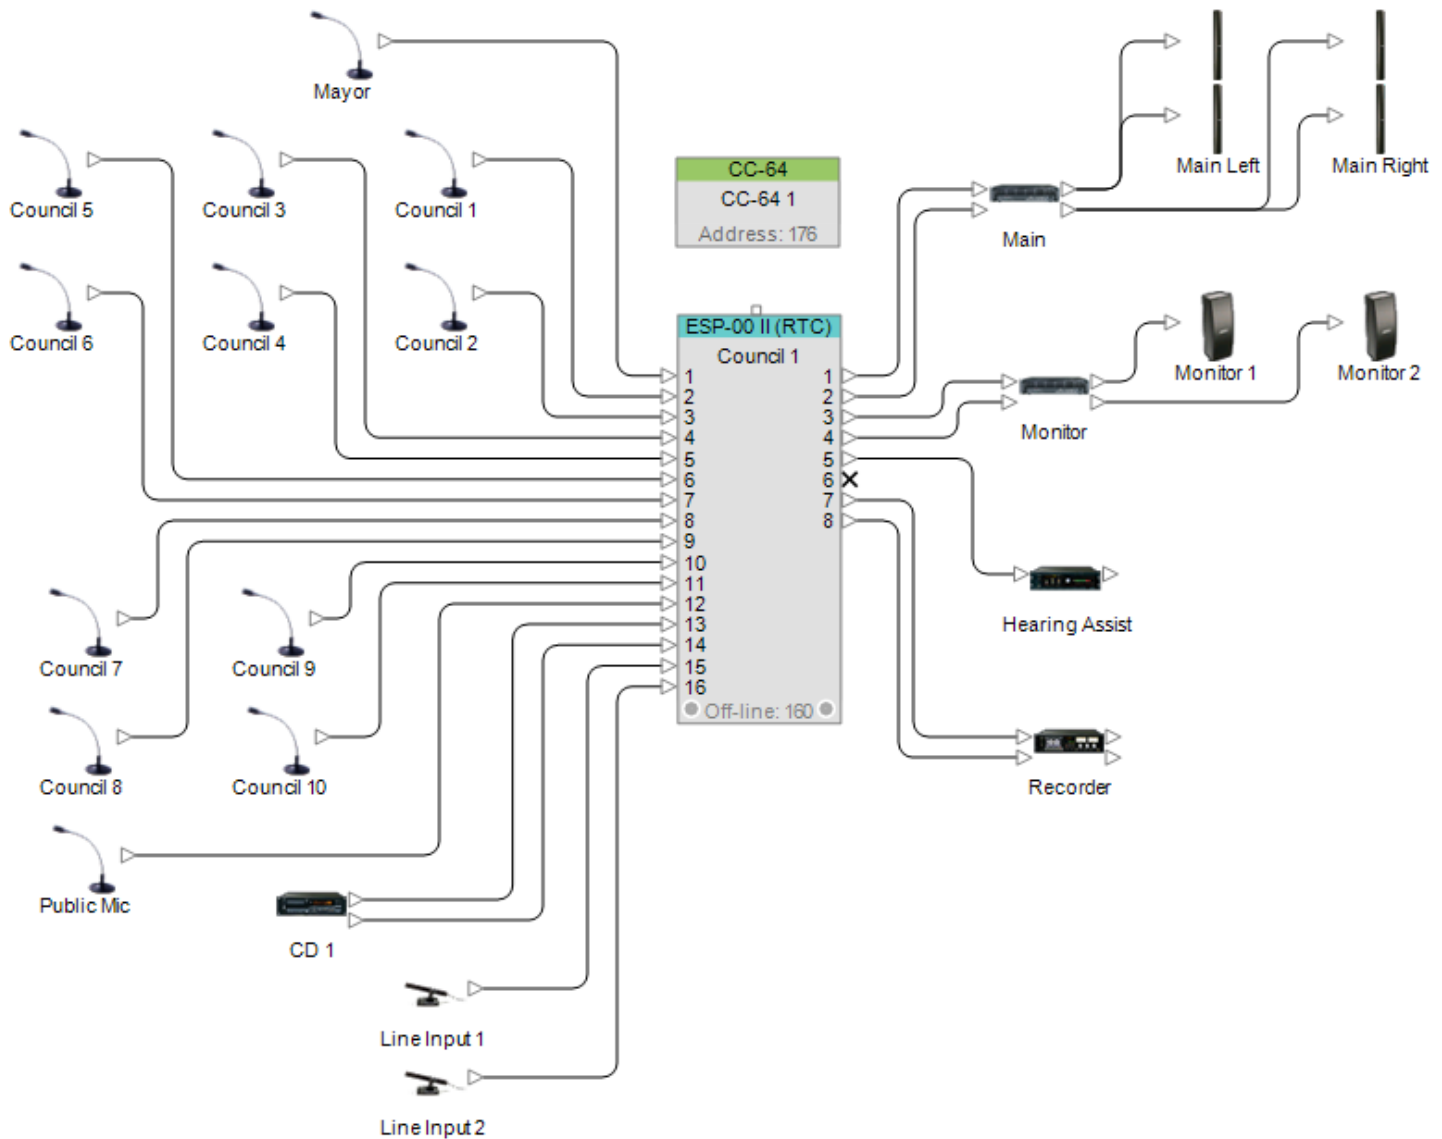 Mayor
Council 5
Council 3
Council 1
Council 6
Council 4
Council 2
CC-64
CC-64 1
Address: 176
Main Left
Main Right
Main
Monitor 1
Monitor 2
Monitor
ESP-00 II (RTC)
Council 1
1 1
2 2
3 3
4 4
5 5
6 6
7 7
8 8
9
10
11
12
13
14
15
16
Off-line: 160
Hearing Assist
Recorder
Council 7
Council 9
Council 8
Council 10
Public Mic
CD 1
Line Input 1
Line Input 2